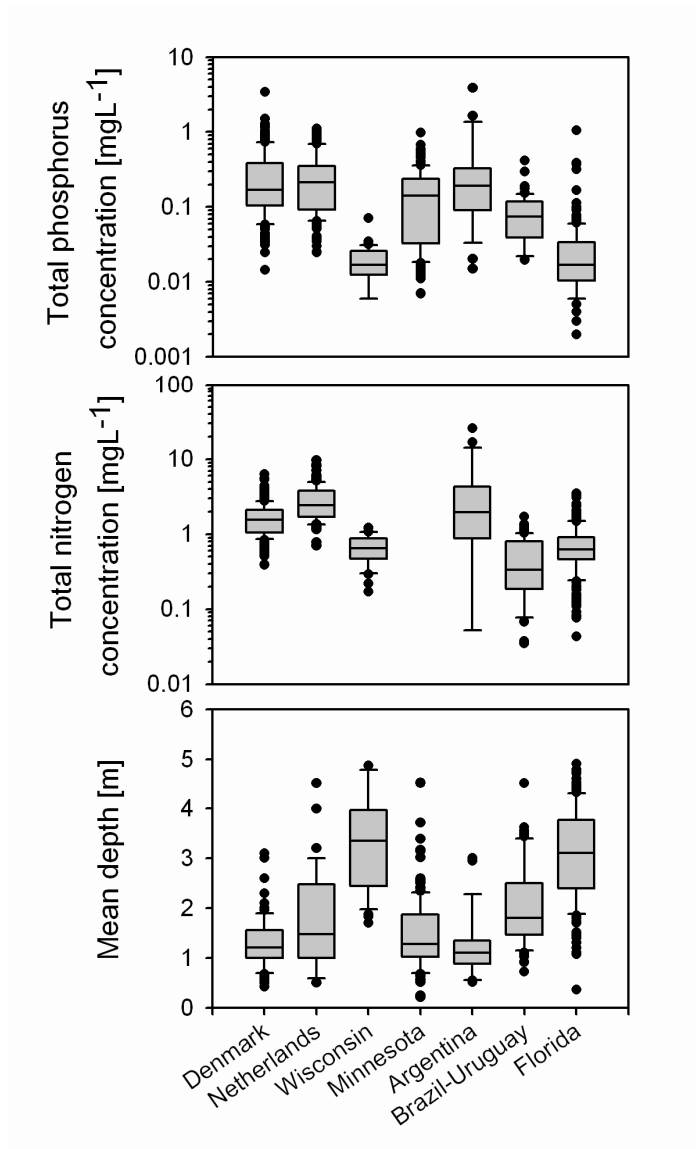 Total phosphorus
concentration [mgL-1]
10
1
0.1
0.01
0.001
Total nitrogen
concentration [mgL-1]
100
10
1
0.1
0.01
Mean depth [m]
6
5
4
3
2
1
0
Denmark
Netherlands
Wisconsin
Minnesota
Argentina
Brazil-Uruguay
Florida